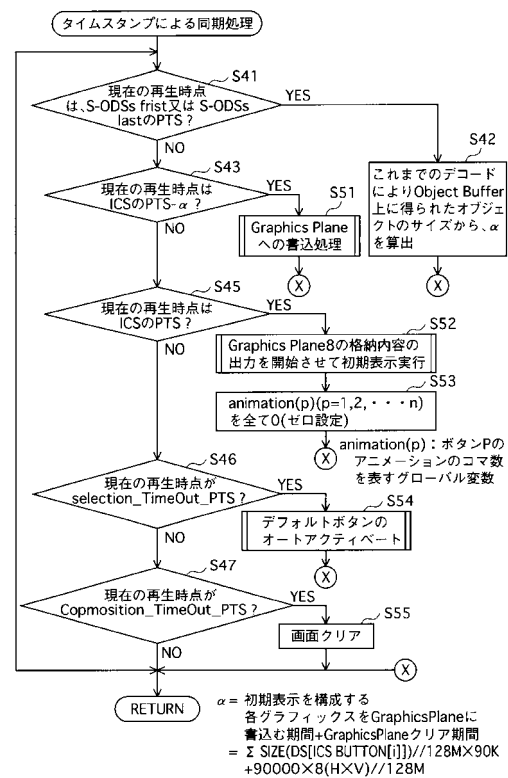 タイムスタンプによる同期処理
S41
現在の再生時点
は、S-ODSs frist又は S-ODSs
lastのPTS ?
YES
NO
S42
これまでのデコード
によりObject Buffer
上に得られたオブジェ
クトのサイズから、α
を算出
S43
現在の再生時点は
ICSのPTS-α ?
YES
NO
S51
Graphics Plane
への書込処理
X
X
S45
現在の再生時点は
ICSのPTS ?
YES
NO
S52
Graphics Plane8の格納内容の
出力を開始させて初期表示実行
S53
animation(p)(p=1,2,・・・n)
を全て0(ゼロ設定)
X
animation(p):ボタンPの
アニメーションのコマ数
を表すグローバル変数
S46
現在の再生時点が
selection_TimeOut_PTS ?
YES
NO
S54
デフォルトボタンの
オートアクティベート
X
S47
現在の再生時点が
Copmosition_TimeOut_PTS ?
YES
NO
S55
画面クリア
X
RETURN
α = 初期表示を構成する
各グラフィックスをGraphicsPlaneに
書込む期間+GraphicsPlaneクリア期間
= Σ SIZE(DS[ICS BUTTON[i]])//128M×90K
+90000×8(H×V)//128M